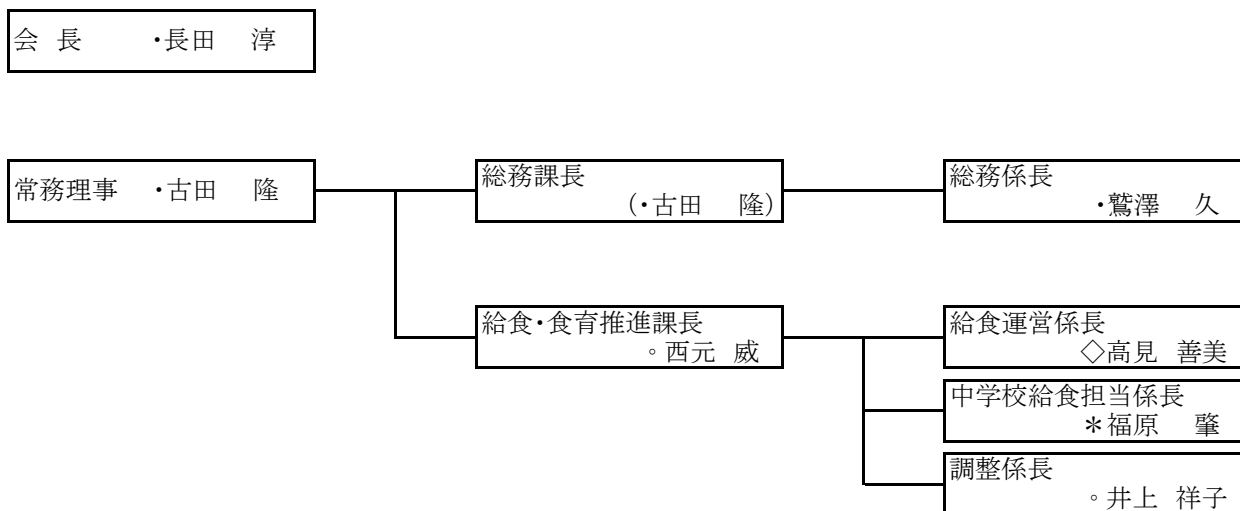 会 長 ・長田 淳
常務理事 ・古田 隆
総務課長
(・古田 隆)
総務係長
・鷲澤 久
給食・食育推進課長
◦西元 威
給食運営係長
◇高見 善美
中学校給食担当係長
＊福原 肇
調整係長
◦井上 祥子